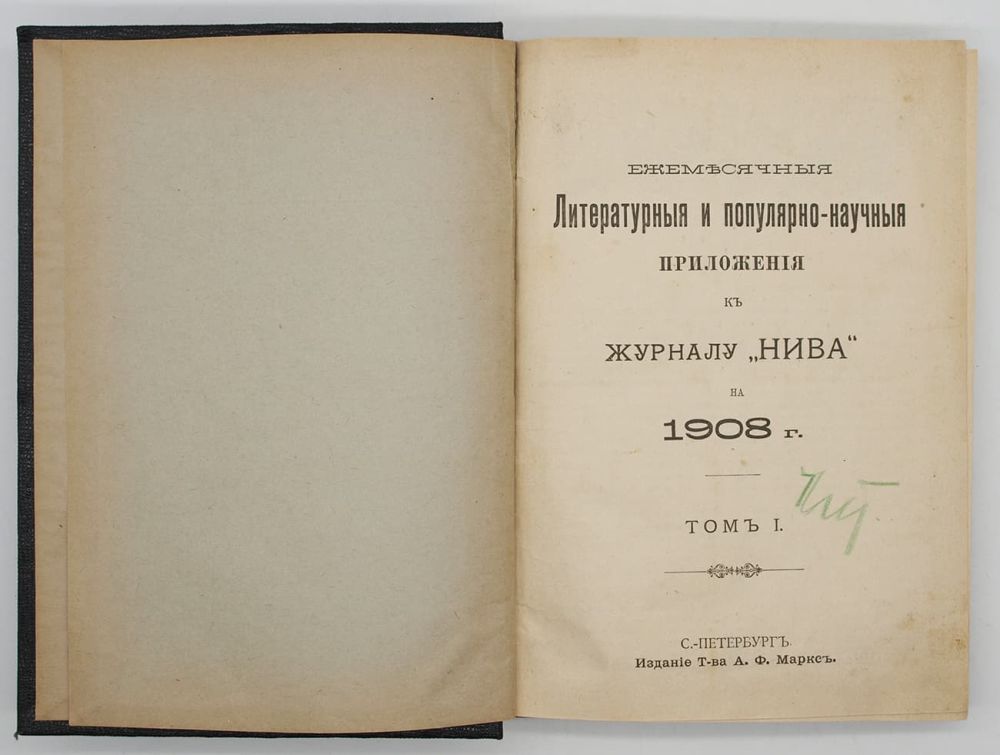 ЕЖЕМѢСЯЧНЫЯ
Литературныя и популярно-научныя
ПРИЛОЖЕНІЯ
КЪ
ЖУРНАЛУ „НИВА“
НА
1908 г.
ТОМЪ I.
С.-ПЕТЕРБУРГЪ.
Изданіе Т-ва А. Ф. Марксъ.